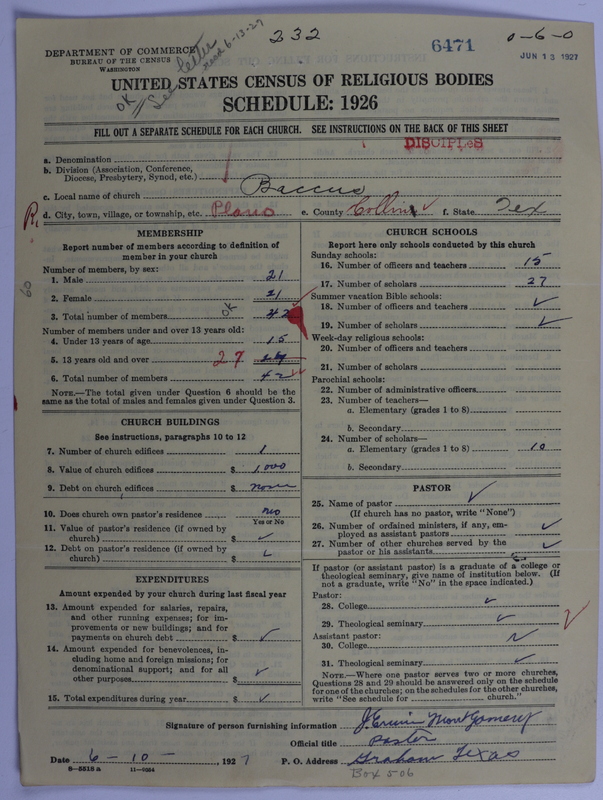 232
6471
0-6-0
JUN 13 1927
DEPARTMENT OF COMMERCE
BUREAU OF THE CENSUS
WASHINGTON
OK
See letter
6-13-27
UNITED STATES CENSUS OF RELIGIOUS BODIES
SCHEDULE: 1926
FILL OUT A SEPARATE SCHEDULE FOR EACH CHURCH. SEE INSTRUCTIONS ON THE BACK OF THIS SHEET
DISCIPLES
a. Denomination
b. Division (Association, Conference,
Diocese, Presbytery, Synod, etc.)
c. Local name of church Baccus
R, d. City, town, village, or township, etc. Plano e. County Collin ✓ f. State Tex
60
MEMBERSHIP
Report number of members according to definition of
member in your church
Number of members, by sex:
1. Male 21
2. Female 21
3. Total number of members OK 42
Number of members under and over 13 years old:
4. Under 13 years of age 15
5. 13 years old and over 27
6. Total number of members 42
NOTE.—The total given under Question 6 should be the
same as the total of males and females given under Question 3.
CHURCH BUILDINGS
See instructions, paragraphs 10 to 12
7. Number of church edifices 1
8. Value of church edifices $ 1,000
9. Debt on church edifices $ none
10. Does church own pastor's residence? no
Yes or No
11. Value of pastor's residence (if owned by
church) $ ✓
12. Debt on pastor's residence (if owned by
church) $ ✓
EXPENDITURES
Amount expended by your church during last fiscal year
13. Amount expended for salaries, repairs,
and other running expenses; for im-
provements or new buildings; and for
payments on church debt $ ✓
14. Amount expended for benevolences, in-
cluding home and foreign missions; for
denominational support; and for all
other purposes $ ✓
15. Total expenditures during year $ ✓
CHURCH SCHOOLS
Report here only schools conducted by this church
Sunday schools:
16. Number of officers and teachers 15
17. Number of scholars 27
Summer vacation Bible schools:
18. Number of officers and teachers ✓
19. Number of scholars ✓
Week-day religious schools:
20. Number of officers and teachers
21. Number of scholars
Parochial schools:
22. Number of administrative officers
23. Number of teachers—
a. Elementary (grades 1 to 8)
b. Secondary
24. Number of scholars—
a. Elementary (grades 1 to 8) 10
b. Secondary
PASTOR
25. Name of pastor ✓
(If church has no pastor, write "None")
26. Number of ordained ministers, if any, em-
ployed as assistant pastors ✓
27. Number of other churches served by the
pastor or his assistants ✓
If pastor (or assistant pastor) is a graduate of a college or
theological seminary, give name of institution below. (If
not a graduate, write "No" in the space indicated.)
Pastor:
28. College ✓
29. Theological seminary ✓
Assistant pastor:
30. College ✓
31. Theological seminary ✓
NOTE.—Where one pastor serves two or more churches,
Questions 28 and 29 should be answered only on the schedule
for one of the churches; on the schedules for the other churches,
write "See schedule for church."
Signature of person furnishing information J. Erwin Montgomery
Official title Pastor
Date 6-10-, 1927 P. O. Address Graham Texas
8—5518 a 11—9354
Box 506